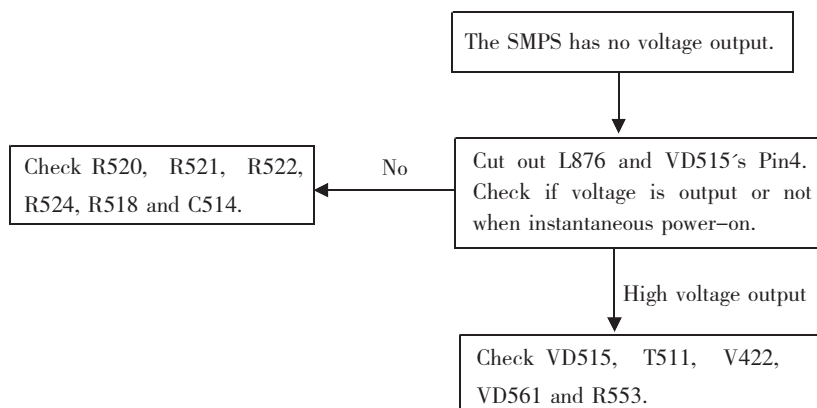 The SMPS has no voltage output.
Cut out L876 and VD515´s Pin4.
Check if voltage is output or not
when instantaneous power-on.
No
Check R520, R521, R522,
R524, R518 and C514.
High voltage output
Check VD515, T511, V422,
VD561 and R553.